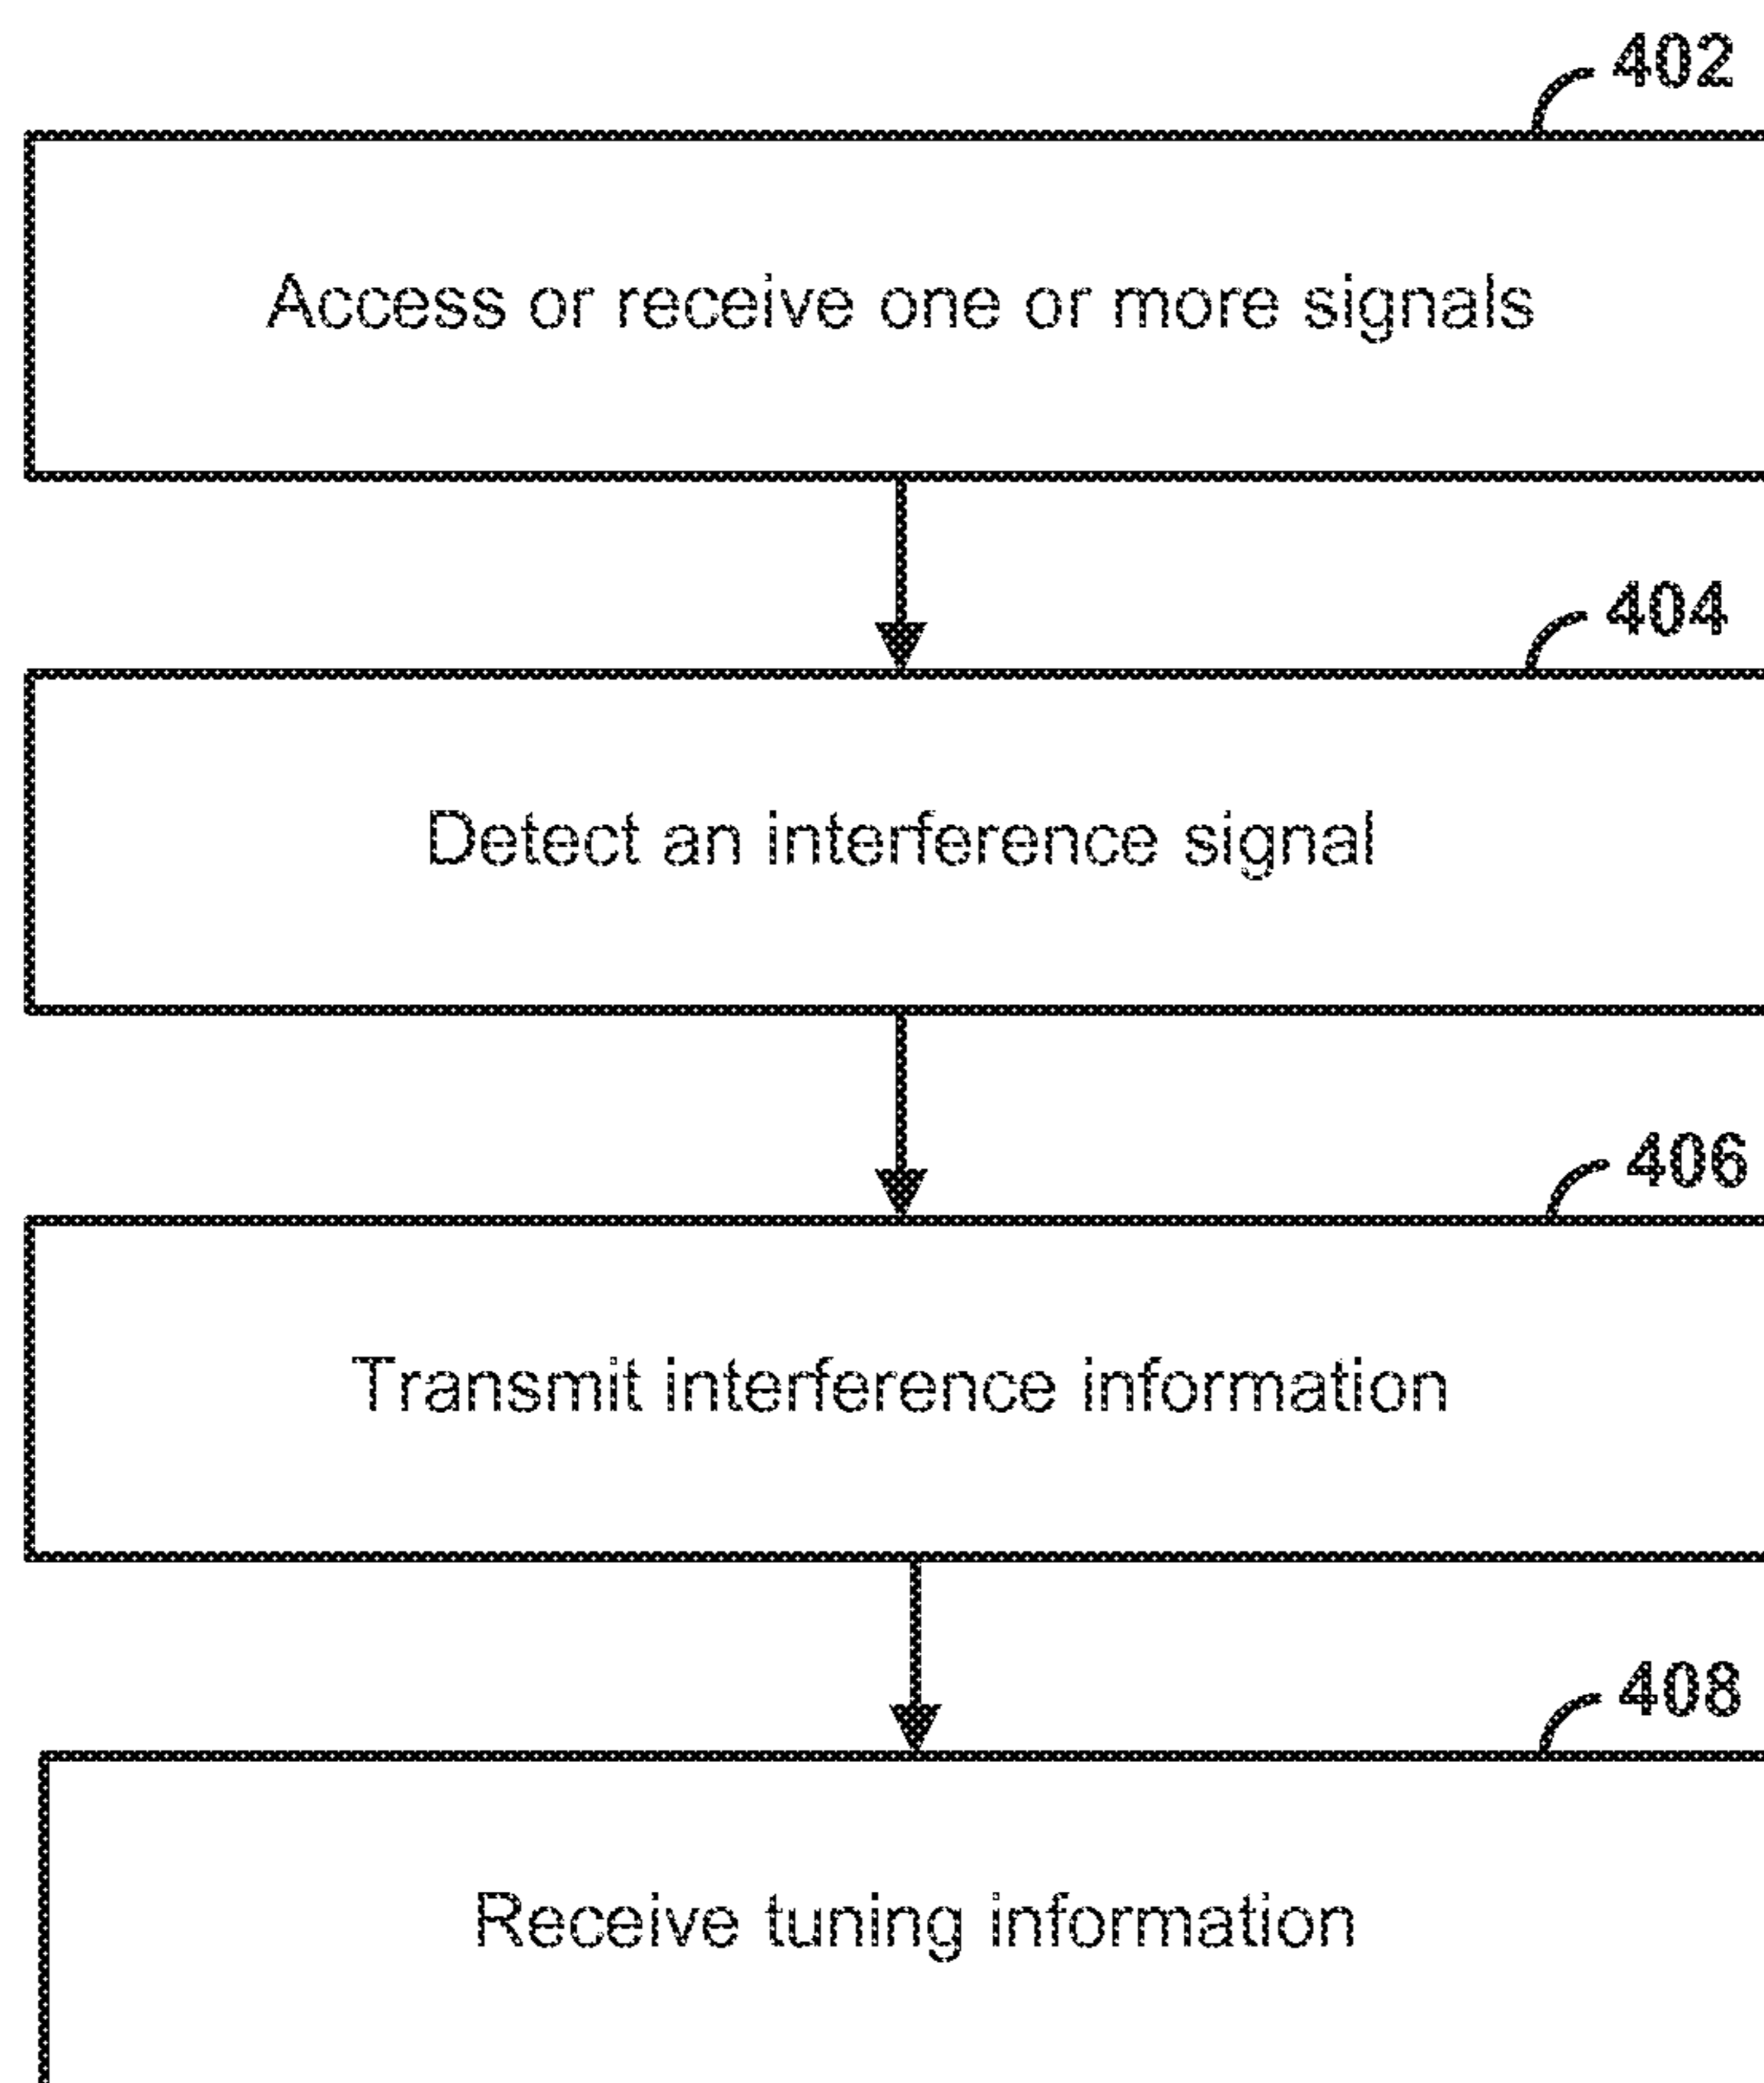 402
Access or receive one or more signals
404
Detect an interference signal
406
Transmit interference information
408
Receive tuning information